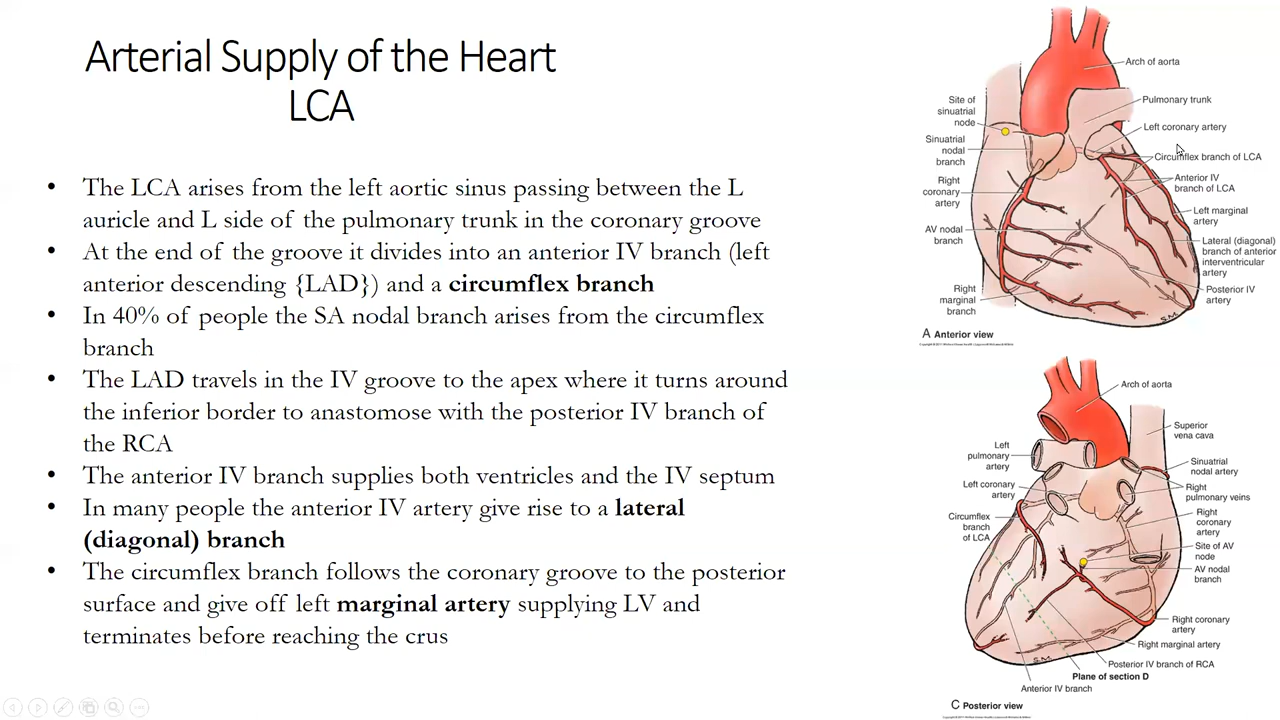 Arterial Supply of the Heart
LCA
• The LCA arises from the left aortic sinus passing between the L
auricle and L side of the pulmonary trunk in the coronary groove
• At the end of the groove it divides into an anterior IV branch (left
anterior descending {LAD}) and a circumflex branch
• In 40% of people the SA nodal branch arises from the circumflex
branch
• The LAD travels in the IV groove to the apex where it turns around
the inferior border to anastomose with the posterior IV branch of
the RCA
• The anterior IV branch supplies both ventricles and the IV septum
• In many people the anterior IV artery give rise to a lateral
(diagonal) branch
• The circumflex branch follows the coronary groove to the posterior
surface and give off left marginal artery supplying LV and
terminates before reaching the crus
Arch of aorta
Pulmonary trunk
Left coronary artery
Circumflex branch of LCA
Anterior IV
branch of LCA
Left marginal
artery
Lateral (diagonal)
branch of anterior
interventricular
artery
Posterior IV
artery
Site of
sinuatrial
node
Sinuatrial
nodal
branch
Right
coronary
artery
AV nodal
branch
Right
marginal
branch
S.M.
A Anterior view
Arch of aorta
Superior
vena cava
Sinuatrial
nodal artery
Right
pulmonary veins
Right
coronary
artery
Site of AV
node
AV nodal
branch
Right coronary
artery
Right marginal artery
Posterior IV branch of RCA
Plane of section D
Anterior IV branch
Left
pulmonary
artery
Left coronary
artery
Circumflex
branch
of LCA
S.M.
C Posterior view